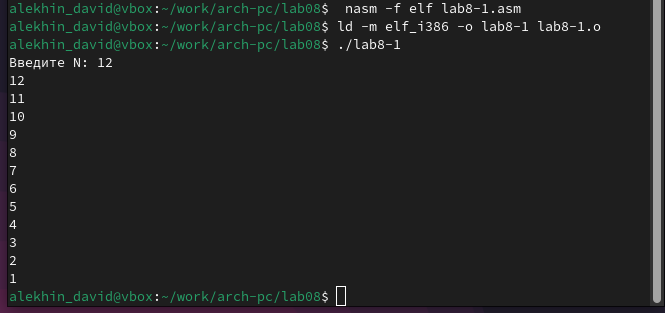 alekhin_david@vbox:~/work/arch-pc/lab08$  nasm -f elf lab8-1.asm
alekhin_david@vbox:~/work/arch-pc/lab08$ ld -m elf_i386 -o lab8-1 lab8-1.o
alekhin_david@vbox:~/work/arch-pc/lab08$ ./lab8-1
Введите N: 12
12
11
10
9
8
7
6
5
4
3
2
1
alekhin_david@vbox:~/work/arch-pc/lab08$